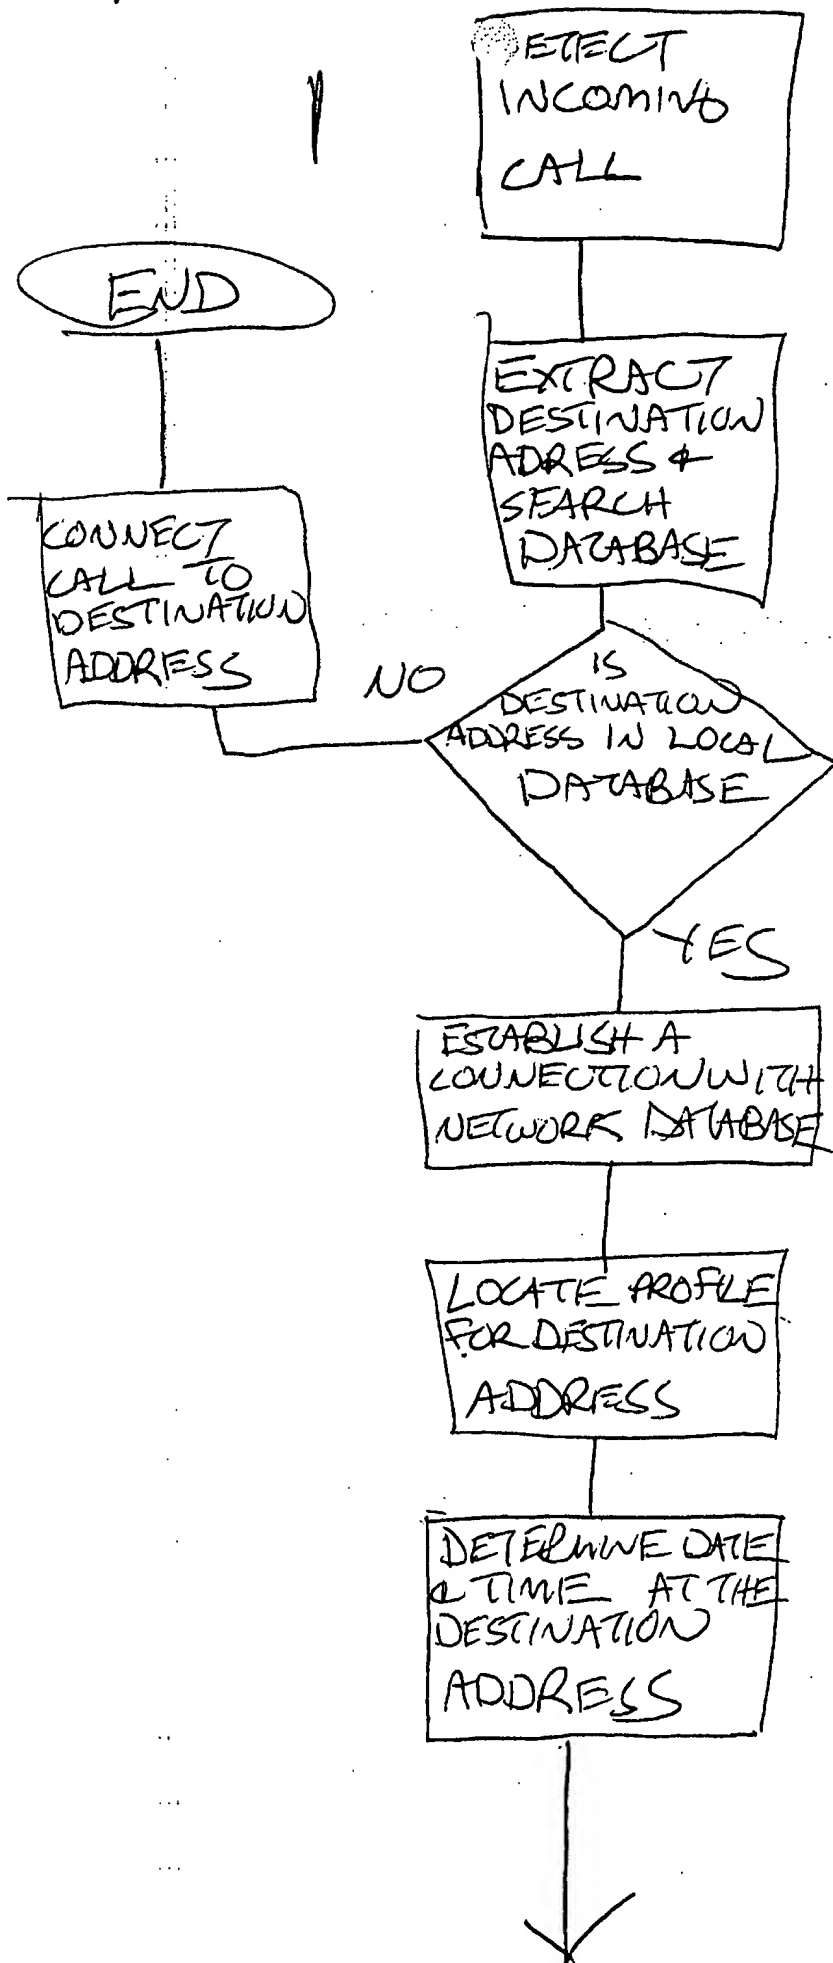 DETECT
INCOMING
CALL
END
EXTRACT
DESTINATION
ADRESS &
SEARCH
DATABASE
CONNECT
CALL TO
DESTINATION
ADDRESS
NO
IS
DESTINATION
ADDRESS IN LOCAL
DATABASE
YES
ESTABLISH A
CONNECTION WITH
NETWORK DATABASE
LOCATE PROFILE
FOR DESTINATION
ADDRESS
DETERMINE DATE
& TIME AT THE
DESTINATION
ADDRESS